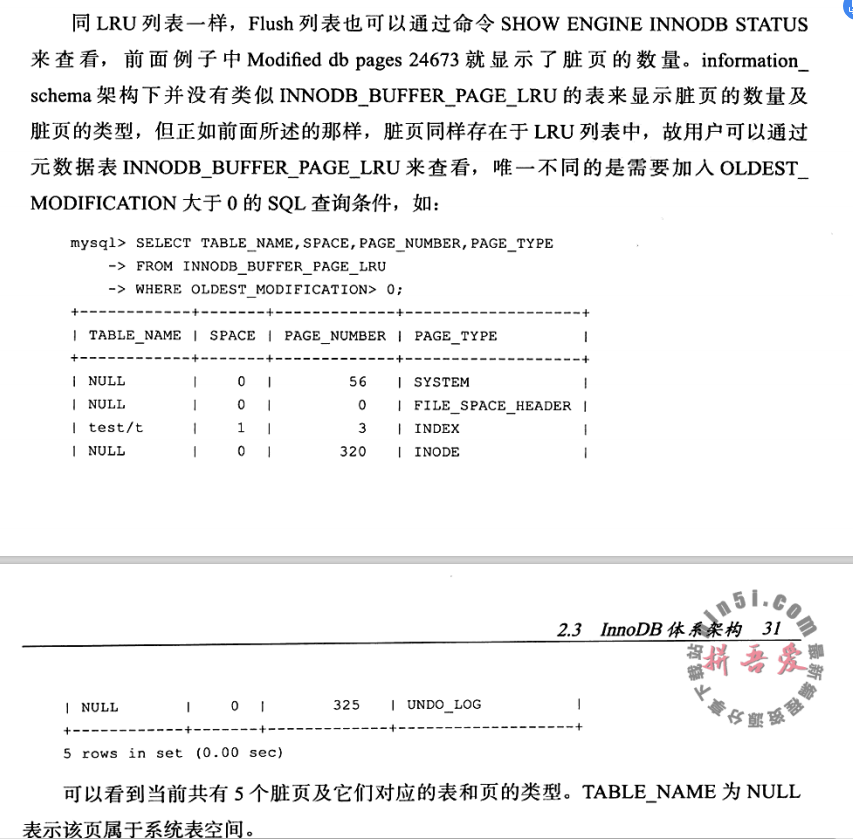 同 LRU 列表一样，Flush 列表也可以通过命令 SHOW ENGINE INNODB STATUS
来查看，前面例子中 Modified db pages 24673 就显示了脏页的数量。information_
schema 架构下并没有类似 INNODB_BUFFER_PAGE_LRU 的表来显示脏页的数量及
脏页的类型，但正如前面所述的那样，脏页同样存在于 LRU 列表中，故用户可以通过
元数据表 INNODB_BUFFER_PAGE_LRU 来查看，唯一不同的是需要加入 OLDEST_
MODIFICATION 大于 0 的 SQL 查询条件，如：
mysql> SELECT TABLE_NAME,SPACE,PAGE_NUMBER,PAGE_TYPE
    -> FROM INNODB_BUFFER_PAGE_LRU
    -> WHERE OLDEST_MODIFICATION> 0;
+------------+-------+-------------+-------------------+
| TABLE_NAME | SPACE | PAGE_NUMBER | PAGE_TYPE         |
+------------+-------+-------------+-------------------+
| NULL       |     0 |          56 | SYSTEM            |
| NULL       |     0 |           0 | FILE_SPACE_HEADER |
| test/t     |     1 |           3 | INDEX             |
| NULL       |     0 |         320 | INODE             |
2.3 InnoDB 体系架构 31
| NULL       |     0 |         325 | UNDO_LOG          |
+------------+-------+-------------+-------------------+
5 rows in set (0.00 sec)
可以看到当前共有 5 个脏页及它们对应的表和页的类型。TABLE_NAME 为 NULL
表示该页属于系统表空间。
拼吾爱
最新编程资源分享下载站